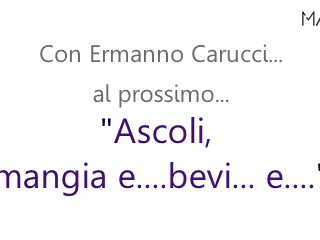 Con Ermanno Carucci...
al prossimo...
"Ascoli,
mangia e....bevi... e...."